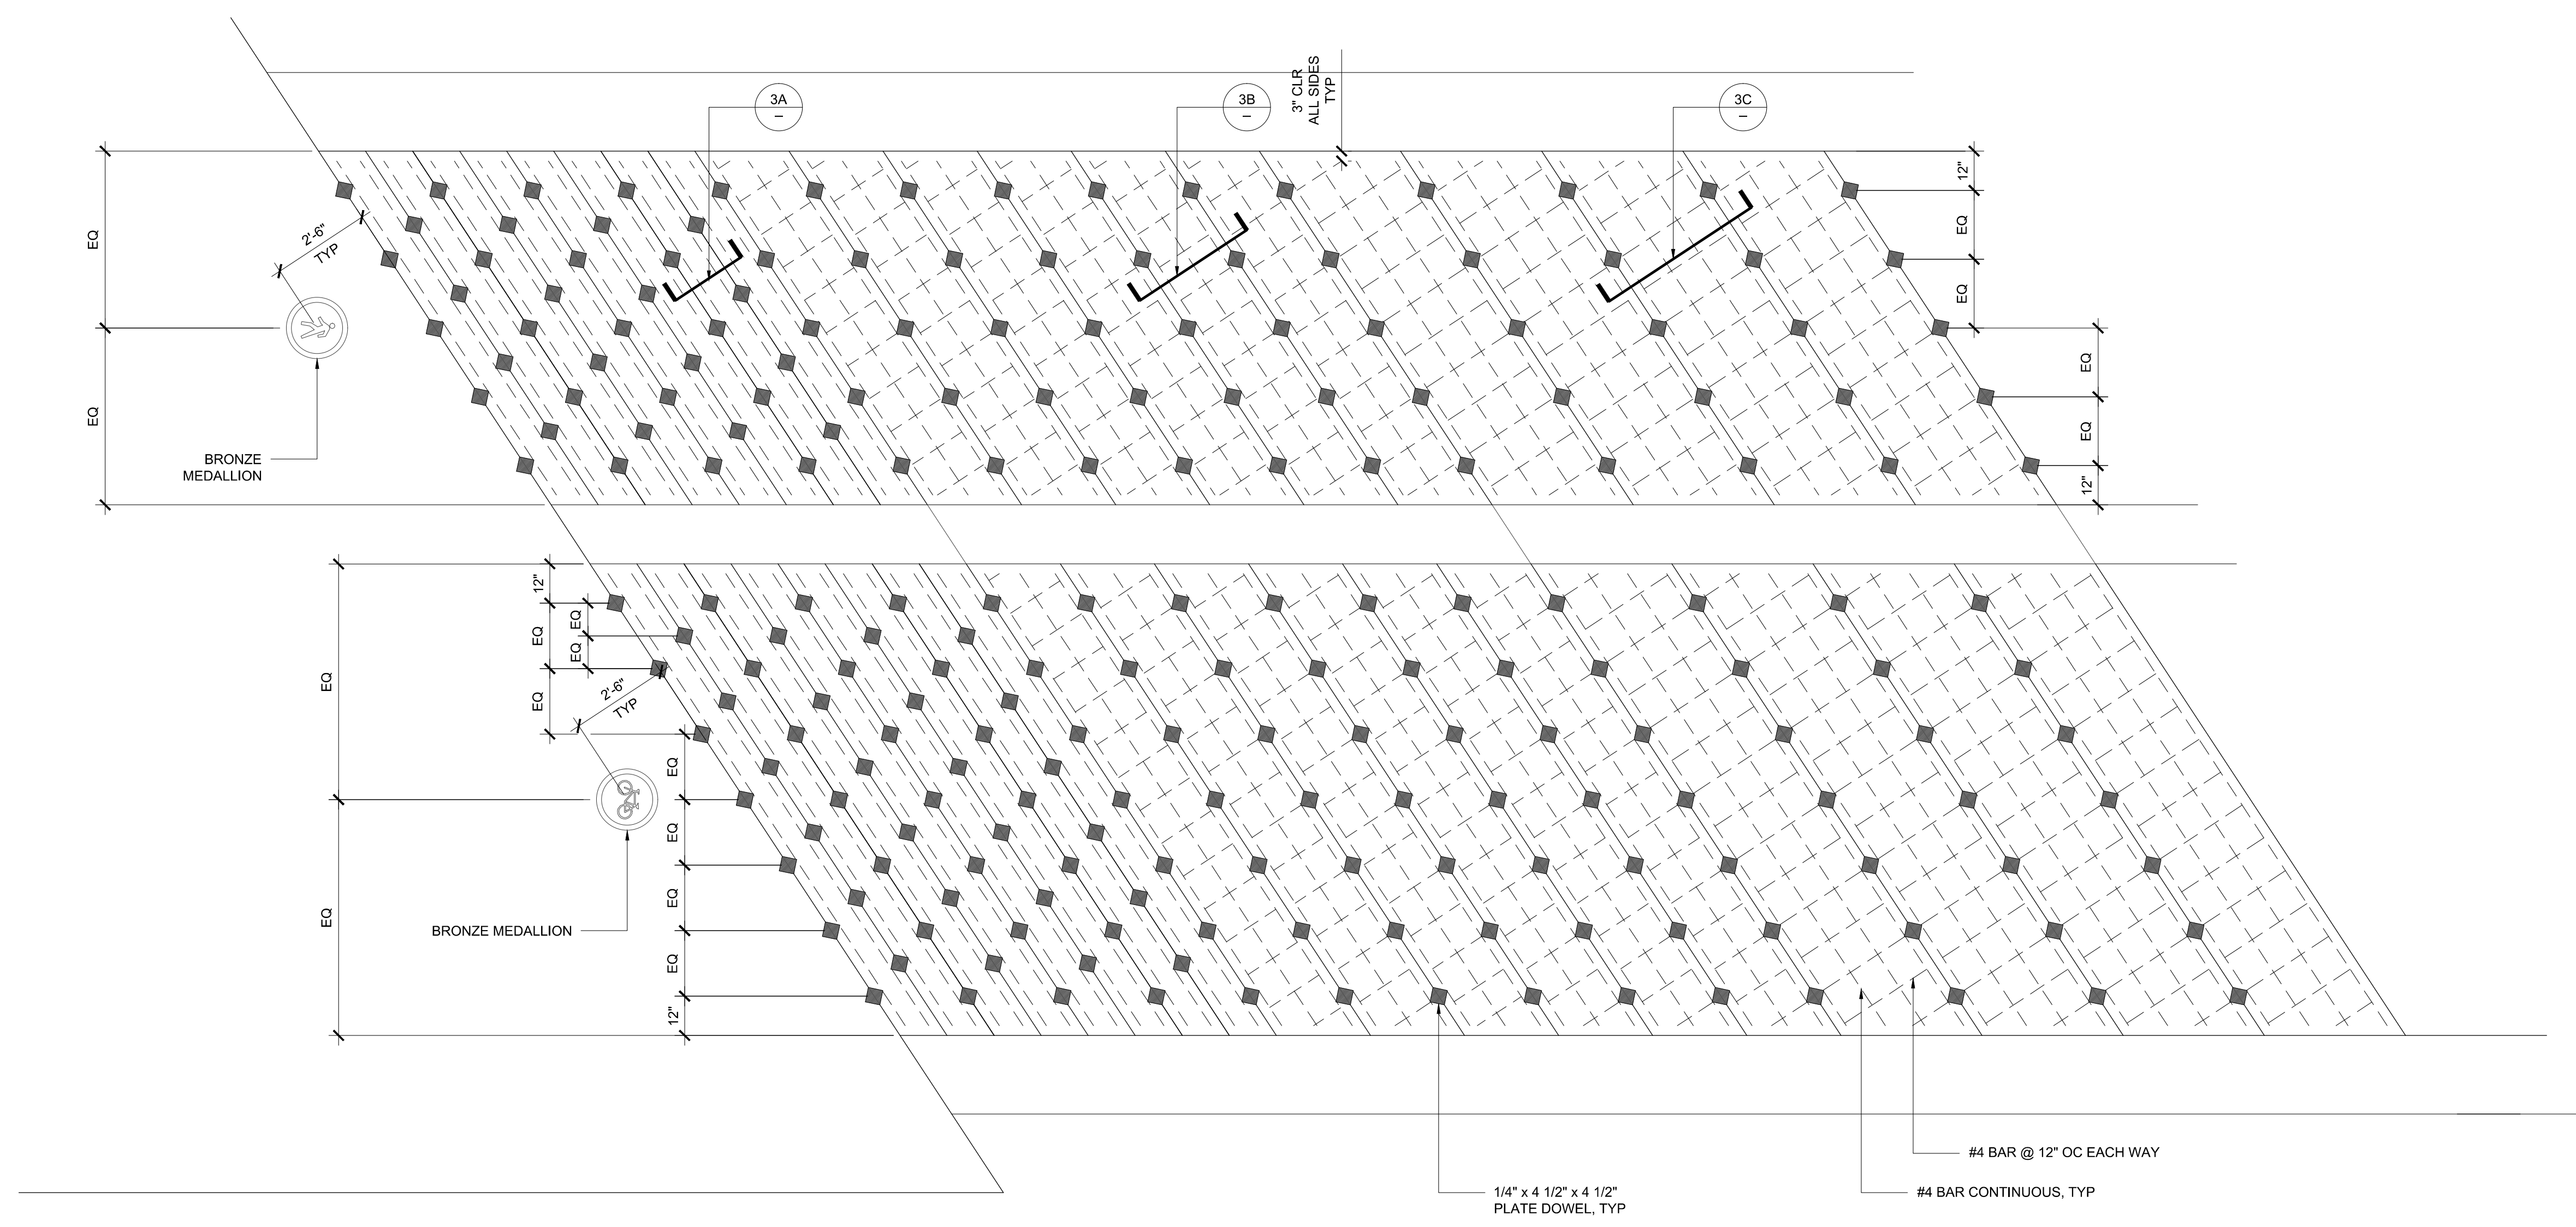 3A
–
3B
–
3" CLR
ALL SIDES
TYP
3C
–
12"
EQ
EQ
EQ
EQ
12"
EQ
EQ
2'-6"
TYP
BRONZE
MEDALLION
12"
EQ
EQ
EQ
EQ
2'-6"
TYP
EQ
EQ
EQ
EQ
EQ
EQ
12"
BRONZE MEDALLION
#4 BAR @ 12" OC EACH WAY
1/4" x 4 1/2" x 4 1/2"
PLATE DOWEL, TYP
#4 BAR CONTINUOUS, TYP